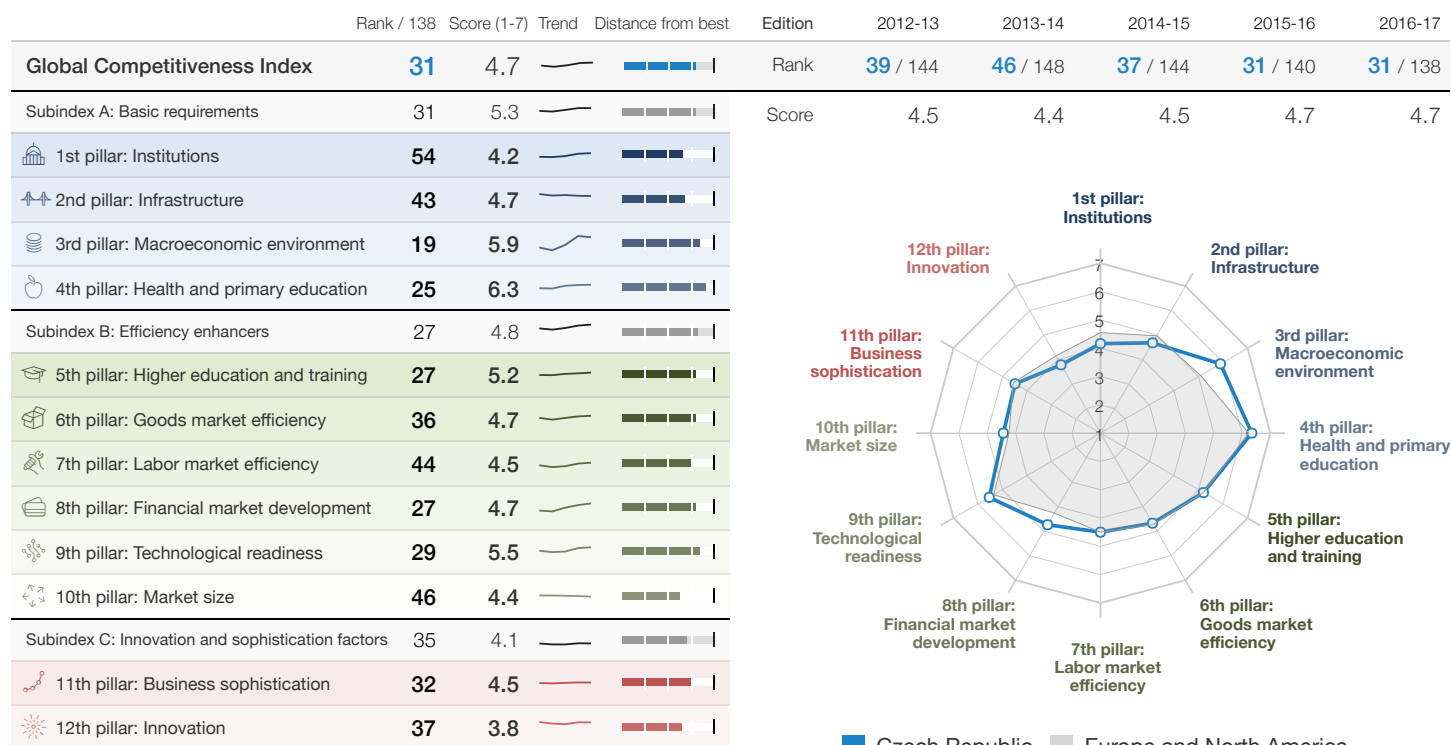 Rank / 138 Score (1-7) Trend Distance from best
Global Competitiveness Index 31 4.7
Subindex A: Basic requirements 31 5.3
1st pillar: Institutions 54 4.2
2nd pillar: Infrastructure 43 4.7
3rd pillar: Macroeconomic environment 19 5.9
4th pillar: Health and primary education 25 6.3
Subindex B: Efficiency enhancers 27 4.8
5th pillar: Higher education and training 27 5.2
6th pillar: Goods market efficiency 36 4.7
7th pillar: Labor market efficiency 44 4.5
8th pillar: Financial market development 27 4.7
9th pillar: Technological readiness 29 5.5
10th pillar: Market size 46 4.4
Subindex C: Innovation and sophistication factors 35 4.1
11th pillar: Business sophistication 32 4.5
12th pillar: Innovation 37 3.8
Edition 2012-13 2013-14 2014-15 2015-16 2016-17
Rank 39 / 144 46 / 148 37 / 144 31 / 140 31 / 138
Score 4.5 4.4 4.5 4.7 4.7
1st pillar:
Institutions
2nd pillar:
Infrastructure
3rd pillar:
Macroeconomic
environment
4th pillar:
Health and primary
education
5th pillar:
Higher education
and training
6th pillar:
Goods market
efficiency
7th pillar:
Labor market
efficiency
8th pillar:
Financial market
development
9th pillar:
Technological
readiness
10th pillar:
Market size
11th pillar:
Business
sophistication
12th pillar:
Innovation
7
6
5
4
3
2
1
Czech Republic Europe and North America